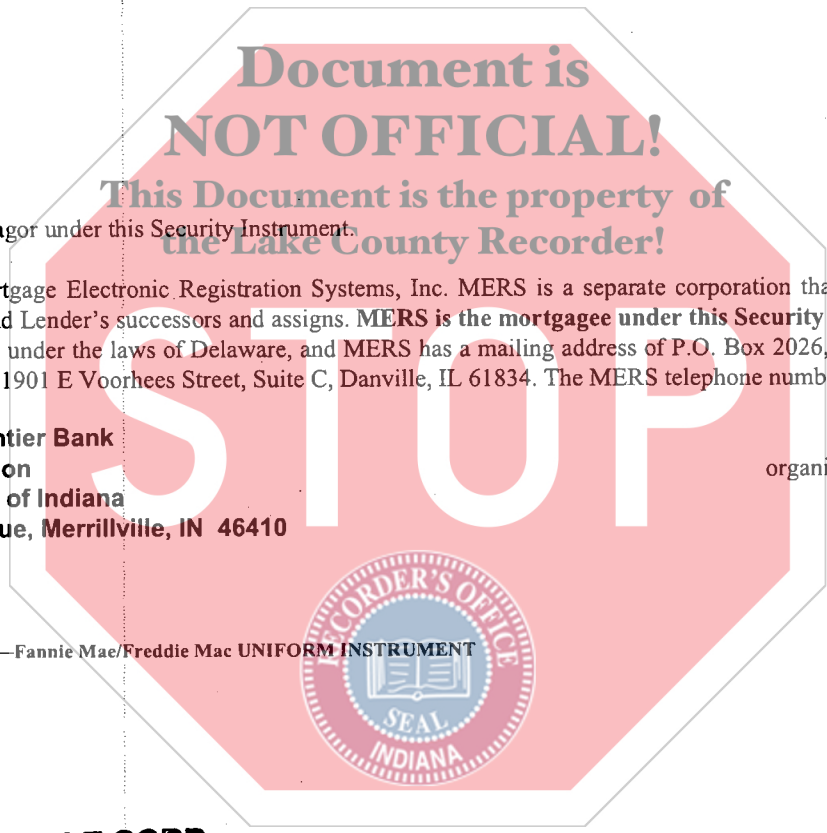 Document is
NOT OFFICIAL!
This Document is the property of
the Lake County Recorder!
agor under this Security Instrument.
rtgage Electronic Registration Systems, Inc. MERS is a separate corporation tha
d Lender's successors and assigns. MERS is the mortgagee under this Security
under the laws of Delaware, and MERS has a mailing address of P.O. Box 2026,
1901 E Voorhees Street, Suite C, Danville, IL 61834. The MERS telephone numb
STOP
ntier Bank
on organi
of Indiana
ue, Merrillville, IN 46410
RECORDER'S OFFICE
SEAL
INDIANA
—Fannie Mae/Freddie Mac UNIFORM INSTRUMENT